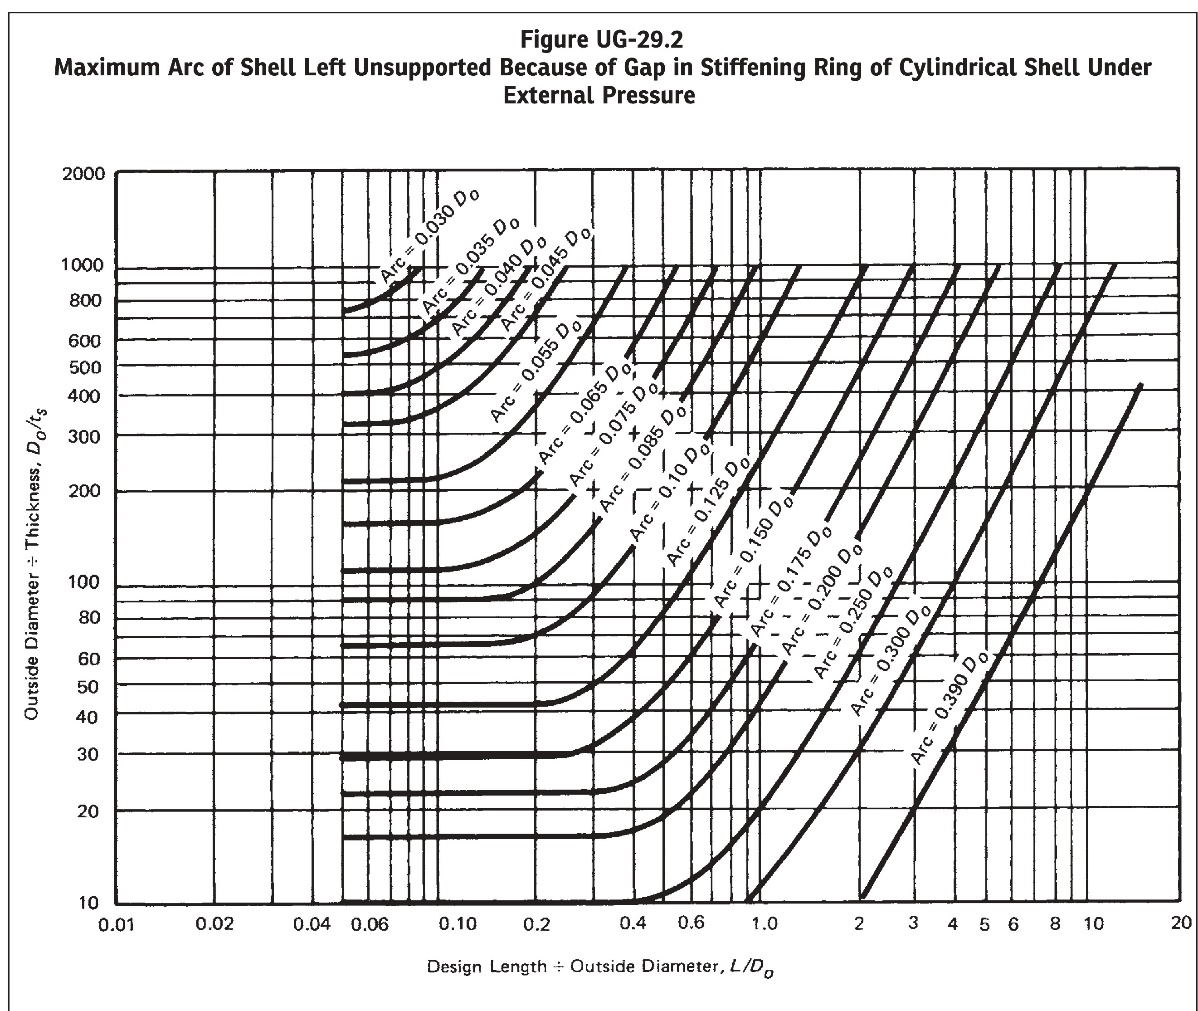 Figure UG-29.2
Maximum Arc of Shell Left Unsupported Because of Gap in Stiffening Ring of Cylindrical Shell Under
External Pressure
2000
1000
800
600
500
400
300
200
100
80
60
50
40
30
20
10
Outside Diameter ÷ Thickness, Do/ts
Arc = 0.030 Do
Arc = 0.035 Do
Arc = 0.040 Do
Arc = 0.045 Do
Arc = 0.055 Do
Arc = 0.065 Do
Arc = 0.075 Do
Arc = 0.085 Do
Arc = 0.10 Do
Arc = 0.125 Do
Arc = 0.150 Do
Arc = 0.175 Do
Arc = 0.200 Do
Arc = 0.250 Do
Arc = 0.300 Do
Arc = 0.390 Do
0.01 0.02 0.04 0.06 0.10 0.2 0.4 0.6 1.0 2 3 4 5 6 8 10 20
Design Length ÷ Outside Diameter, L/Do